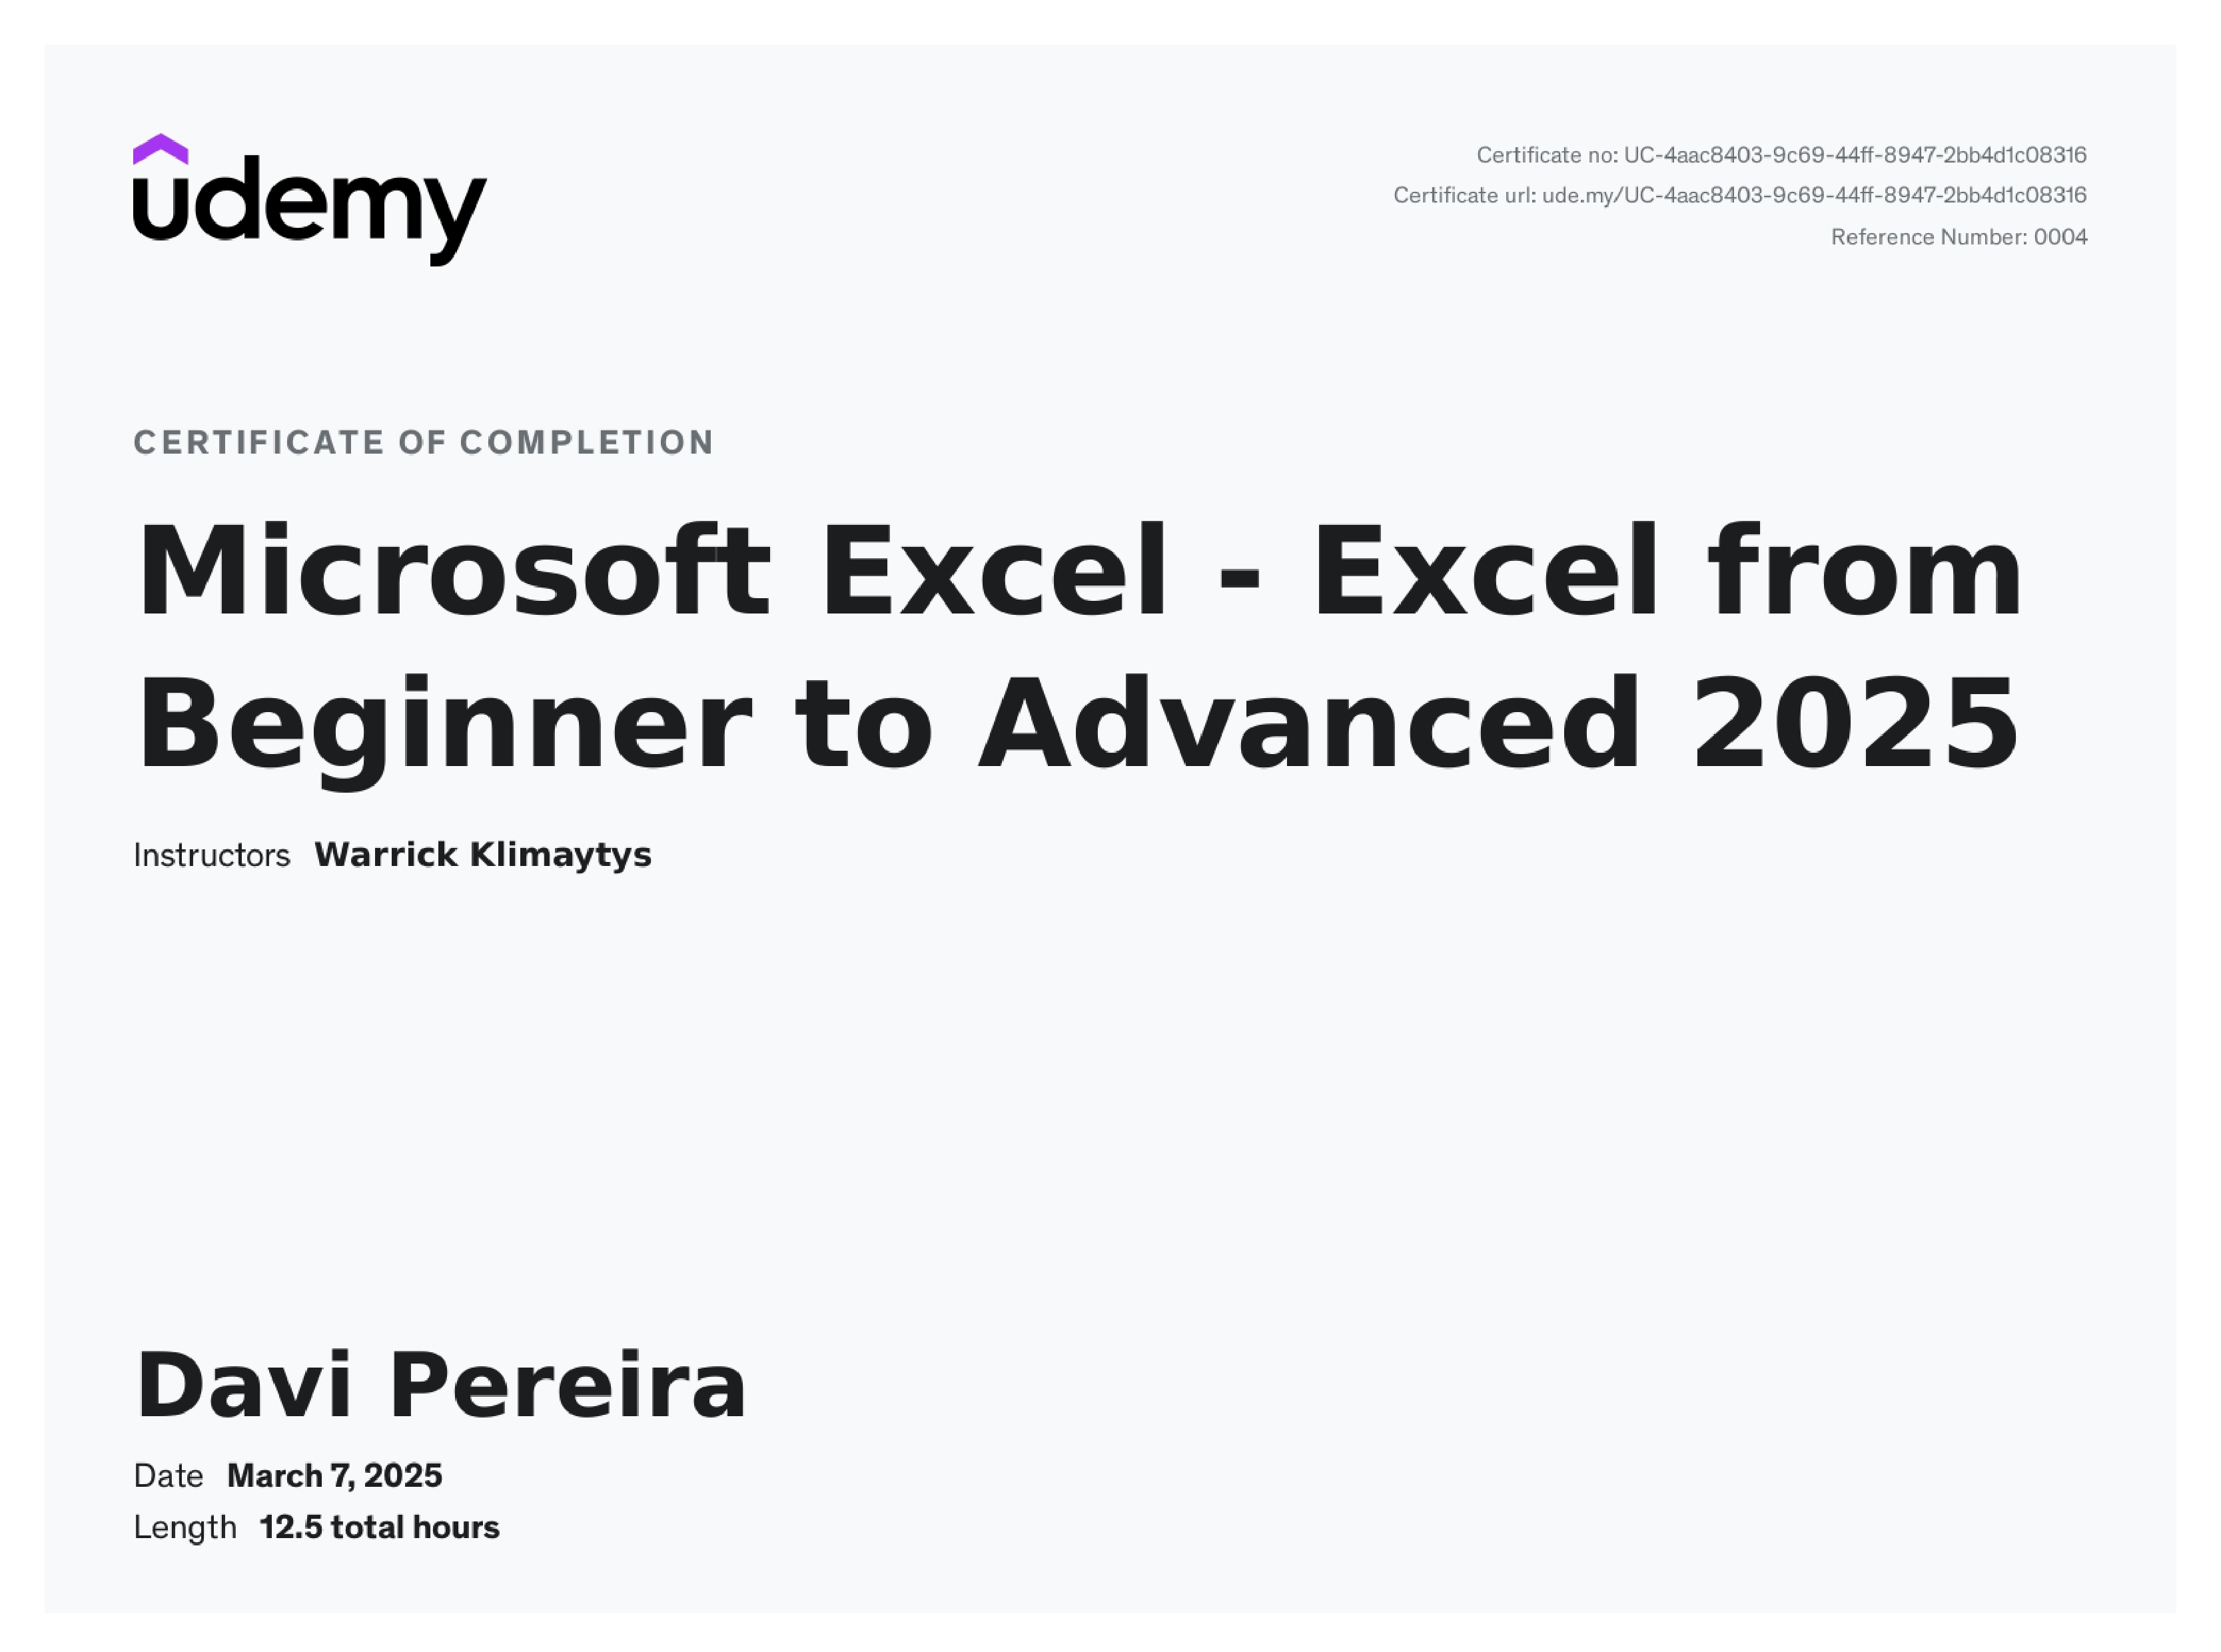 udemy
Certificate no: UC-4aac8403-9c69-44ff-8947-2bb4d1c08316
Certificate url: ude.my/UC-4aac8403-9c69-44ff-8947-2bb4d1c08316
Reference Number: 0004
CERTIFICATE OF COMPLETION
Microsoft Excel - Excel from
Beginner to Advanced 2025
Instructors Warrick Klimaytys
Davi Pereira
Date March 7, 2025
Length 12.5 total hours